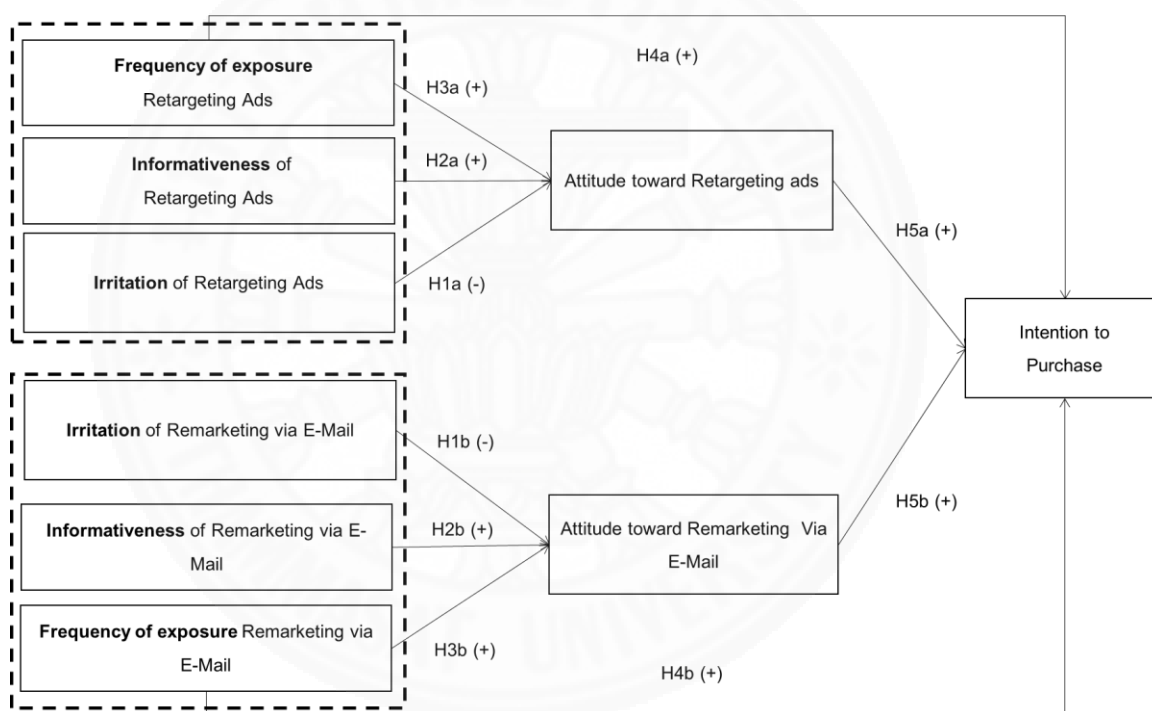 H4a (+)
Frequency of exposure
Retargeting Ads
H3a (+)
Informativeness of
Retargeting Ads
H2a (+)
Attitude toward Retargeting ads
Irritation of Retargeting Ads
H1a (-)
H5a (+)
Intention to
Purchase
Irritation of Remarketing via E-Mail
H1b (-)
Informativeness of Remarketing via E-
Mail
H2b (+)
Attitude toward Remarketing Via
E-Mail
H5b (+)
Frequency of exposure Remarketing via
E-Mail
H3b (+)
H4b (+)
UNIVERSITY